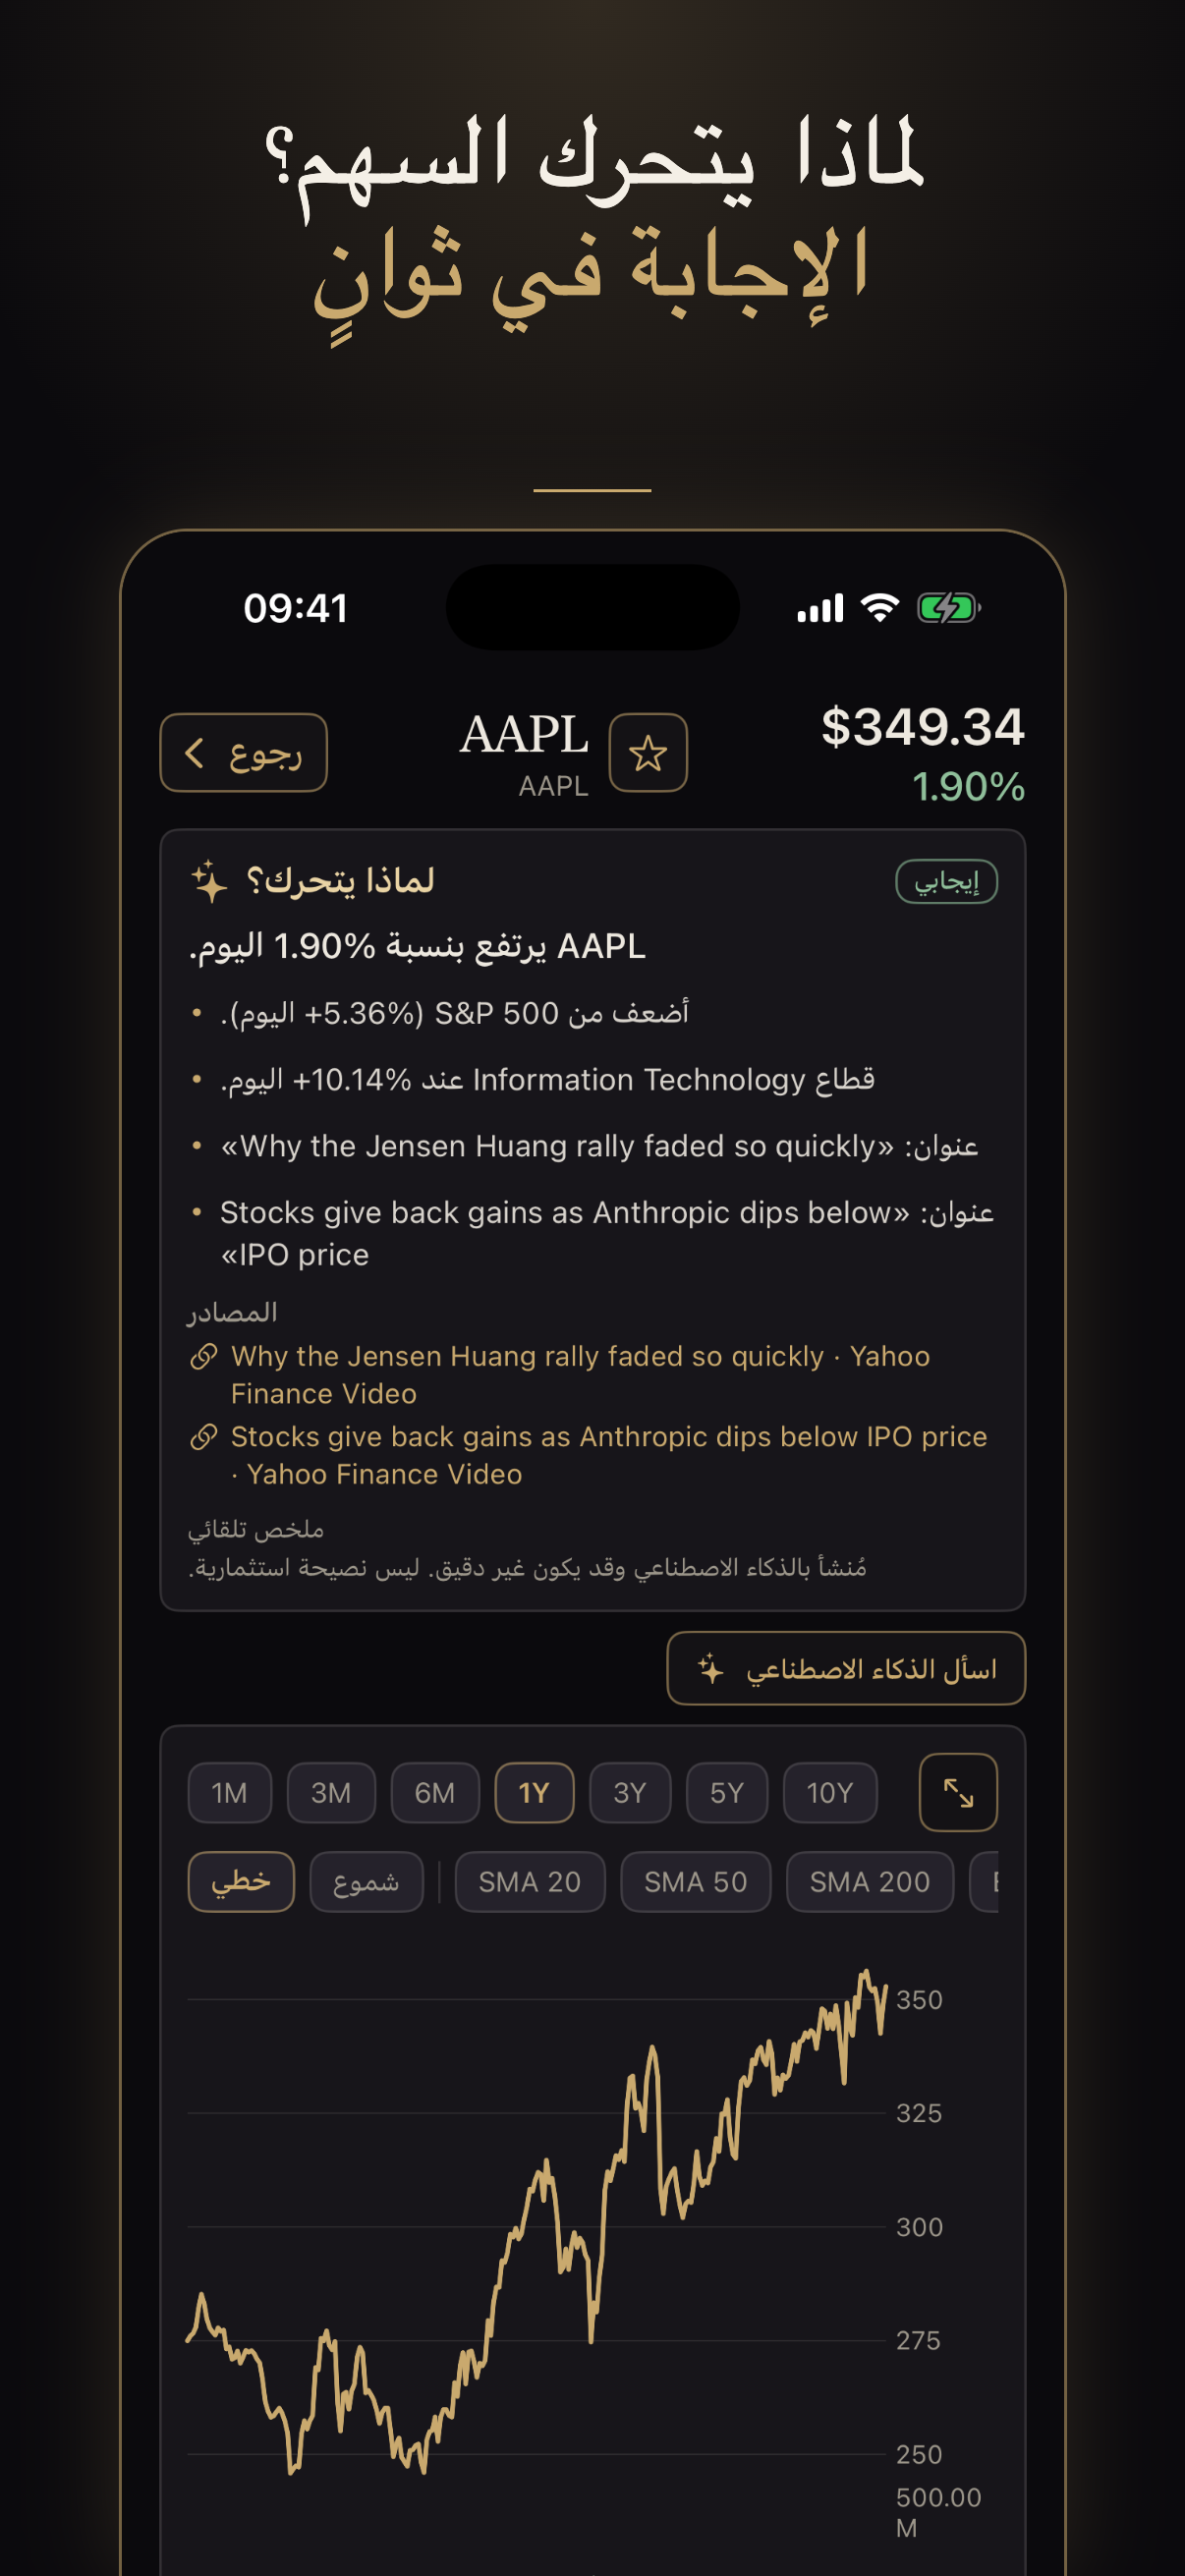 لماذا يتحرك السهم؟
الإجابة في ثوانٍ
09:41
رجوع
AAPL
AAPL
$349.34
1.90%
لماذا يتحرك؟
إيجابي
AAPL يرتفع بنسبة 1.90% اليوم.
• أضعف من S&P 500 (+5.36% اليوم).
• قطاع Information Technology عند +10.14% اليوم.
• عنوان: «Why the Jensen Huang rally faded so quickly»
• عنوان: «Stocks give back gains as Anthropic dips below
IPO price»
المصادر
Why the Jensen Huang rally faded so quickly · Yahoo
Finance Video
Stocks give back gains as Anthropic dips below IPO price
· Yahoo Finance Video
ملخص تلقائي
مُنشأ بالذكاء الاصطناعي وقد يكون غير دقيق. ليس نصيحة استثمارية.
اسأل الذكاء الاصطناعي
1M 3M 6M 1Y 3Y 5Y 10Y
خطي شموع SMA 20 SMA 50 SMA 200
350
325
300
275
250
500.00
M